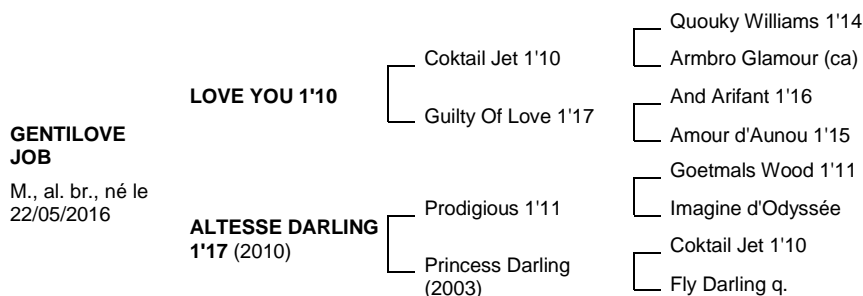 GENTILOVE
JOB
M., al. br., né le
22/05/2016
LOVE YOU 1'10
ALTESSE DARLING
1'17 (2010)
Coktail Jet 1'10
Guilty Of Love 1'17
Prodigious 1'11
Princess Darling
(2003)
Quouky Williams 1'14
Armbro Glamour (ca)
And Arifant 1'16
Amour d'Aunou 1'15
Goetmals Wood 1'11
Imagine d'Odyssée
Coktail Jet 1'10
Fly Darling q.